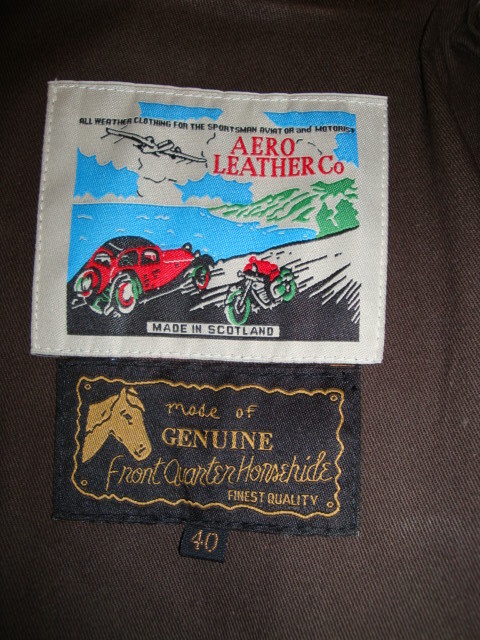 ALL WEATHER CLOTHING FOR THE SPORTSMAN AVIATOR and MOTORIST
AERO
LEATHER Co
MADE IN SCOTLAND
made of
GENUINE
Front Quarter Horsehide
FINEST QUALITY
40